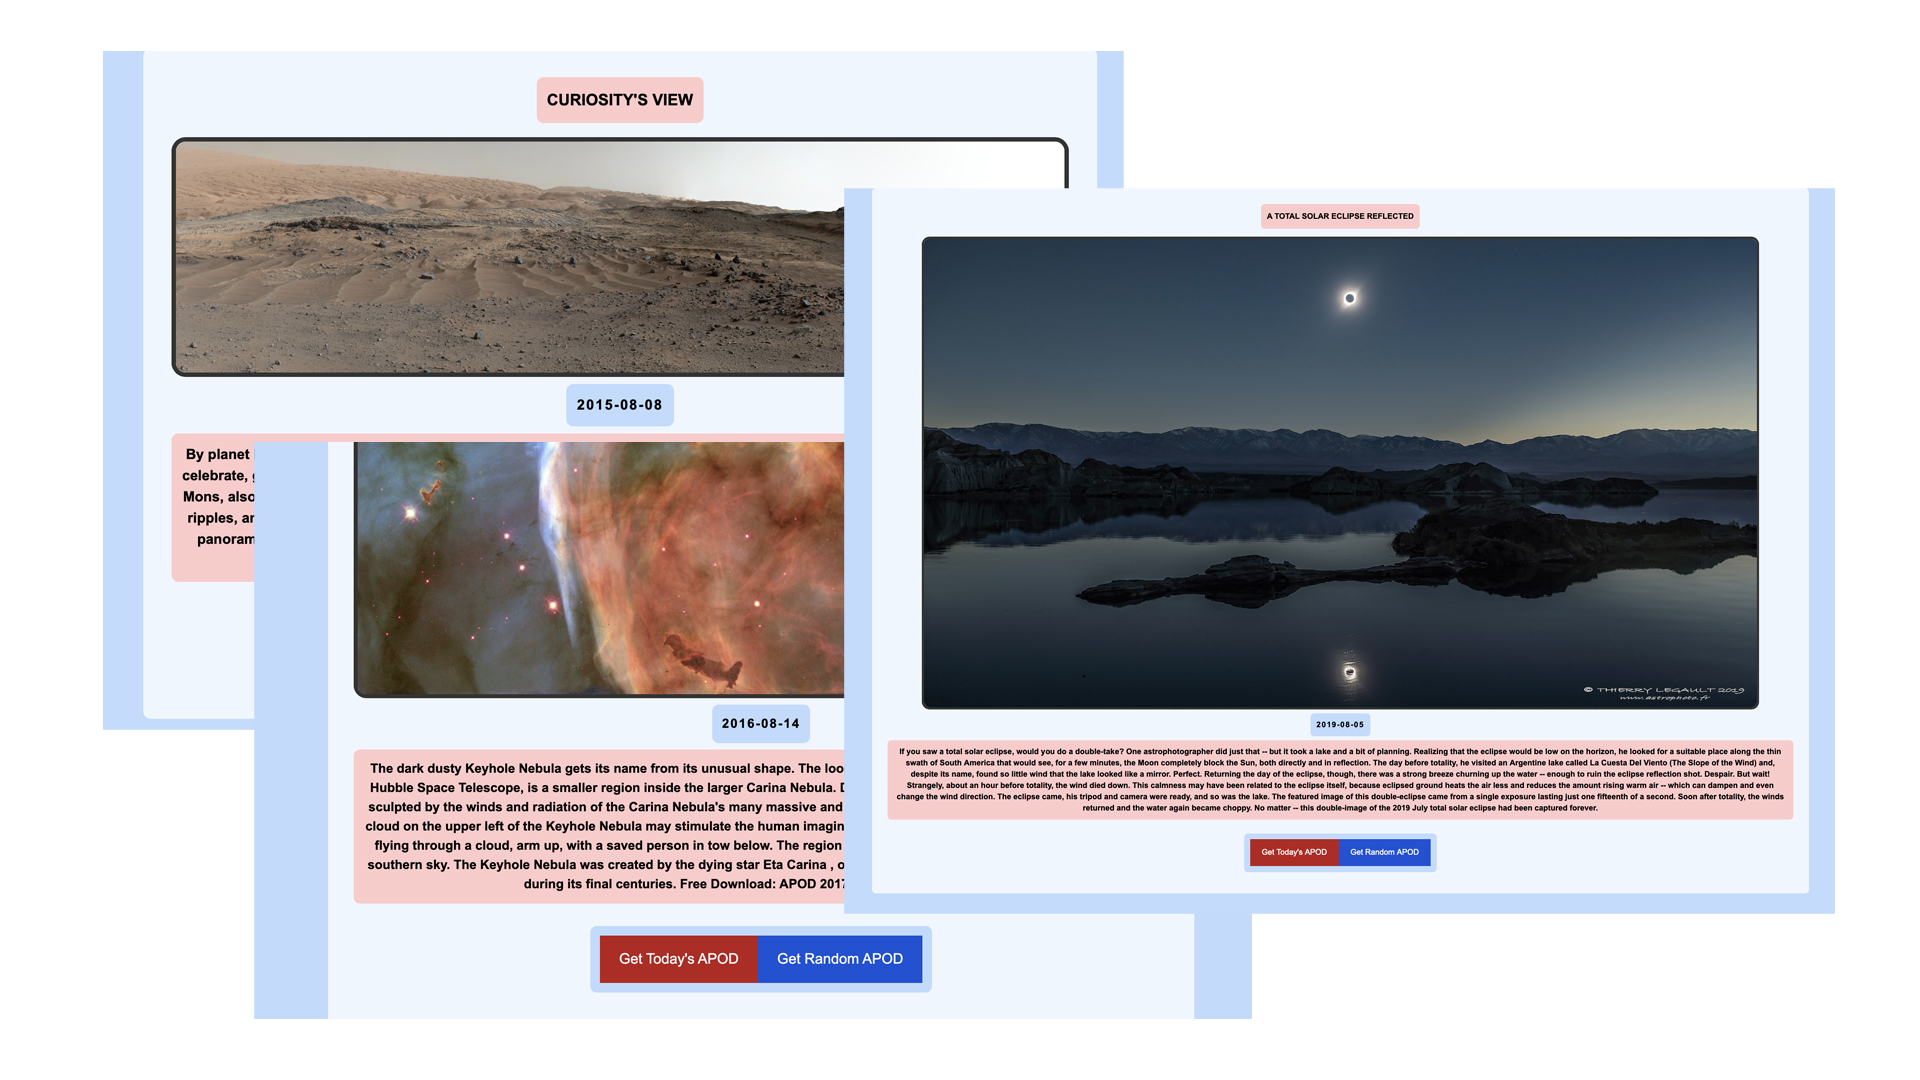 CURIOSITY'S VIEW
2015-08-08
By planet
celebrate,
Mons, also
ripples,
panoram
2016-08-14
The dark dusty Keyhole Nebula gets its name from its unusual shape. The
Hubble Space Telescope, is a smaller region inside the larger Carina Nebula.
sculpted by the winds and radiation of the Carina Nebula's many massive and
cloud on the upper left of the Keyhole Nebula may stimulate the human
flying through a cloud, arm up, with a saved person in tow below. The region
southern sky. The Keyhole Nebula was created by the dying star Eta Carina ,
during its final centuries. Free Download: APOD 2017
Get Today's APOD Get Random APOD
A TOTAL SOLAR ECLIPSE REFLECTED
© THIERRY LEGAULT 2019
www.astrophoto.fr
2019-08-05
If you saw a total solar eclipse, would you do a double-take? One astrophotographer did just that -- but it took a lake and a bit of planning. Realizing that the eclipse would be low on the horizon, he looked for a suitable place along the thin
swath of South America that would see, for a few minutes, the Moon completely block the Sun, both directly and in reflection. The day before totality, he visited an Argentine lake called La Cuesta Del Viento (The Slope of the Wind) and,
despite its name, found so little wind that the lake looked like a mirror. Perfect. Returning the day of the eclipse, though, there was a strong breeze churning up the water -- enough to ruin the eclipse reflection shot. Despair. But wait!
Strangely, about an hour before totality, the wind died down. This calmness may have been related to the eclipse itself, because eclipsed ground heats the air less and reduces the amount rising warm air -- which can dampen and even
change the wind direction. The eclipse came, his tripod and camera were ready, and so was the lake. The featured image of this double-eclipse came from a single exposure lasting just one fifteenth of a second. Soon after totality, the winds
returned and the water again became choppy. No matter -- this double-image of the 2019 July total solar eclipse had been captured forever.
Get Today's APOD Get Random APOD